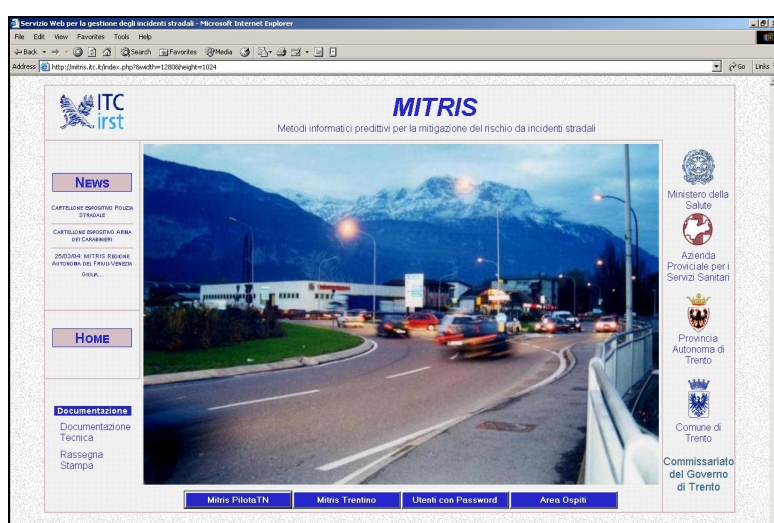 Servizio Web per la gestione degli incidenti stradali - Microsoft Internet Explorer
File Edit View Favorites Tools Help
Back Search Favorites Media
Address http://mitris.itc.it/index.php?&width=1280&height=1024 Go Links
ITC
irst
MITRIS
Metodi informatici predittivi per la mitigazione del rischio da incidenti stradali
NEWS
CARTELLONE ESPOSITIVO POLIZIA
STRADALE
CARTELLONE ESPOSITIVO ARMA
DEI CARABINIERI
25/03/04: MITRIS REGIONE
AUTONOMA DEL FRIULI VENEZIA
GIULIA...
HOME
Documentazione
Documentazione
Tecnica
Rassegna
Stampa
Ministero della
Salute
Azienda
Proviciale per i
Servizi Sanitari
Provincia
Autonoma di
Trento
Comune di
Trento
Commissariato
del Governo
di Trento
Mitris PilotaTN Mitris Trentino Utenti con Password Area Ospiti